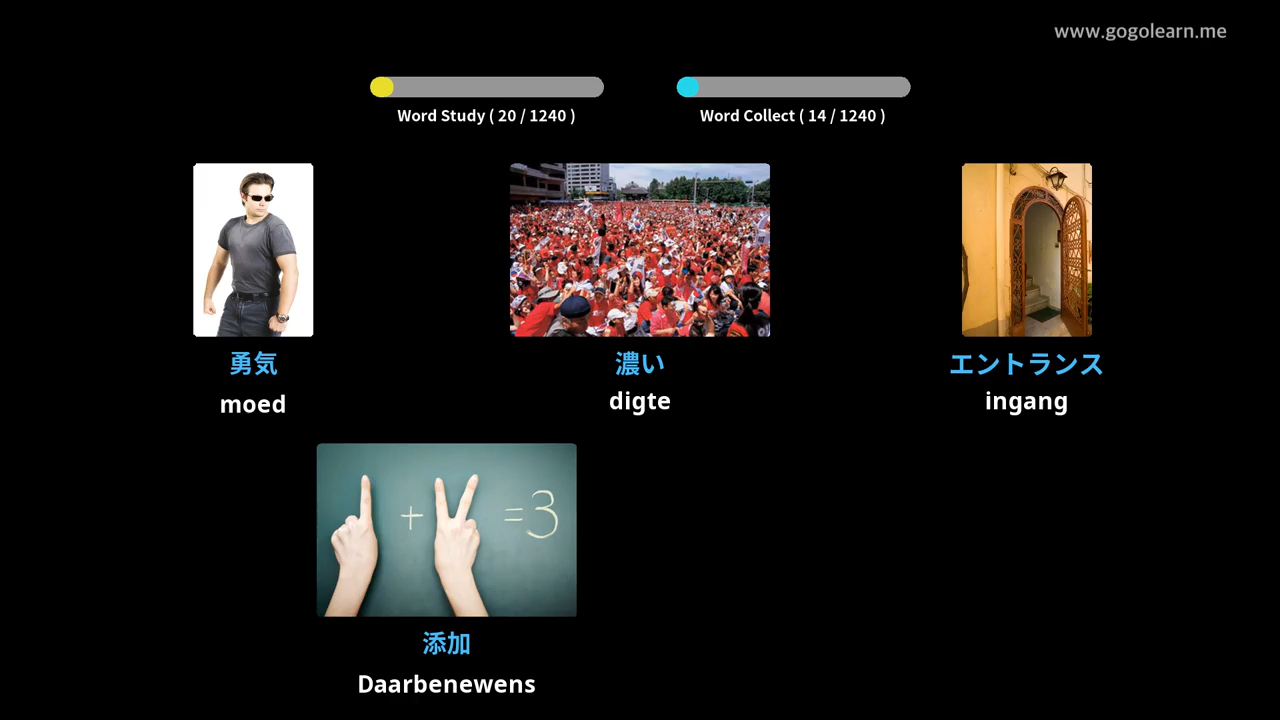 www.gogolearn.me
Word Study ( 20 / 1240 )
Word Collect ( 14 / 1240 )
勇気
moed
濃い
digte
エントランス
ingang
+ =3
添加
Daarbenewens